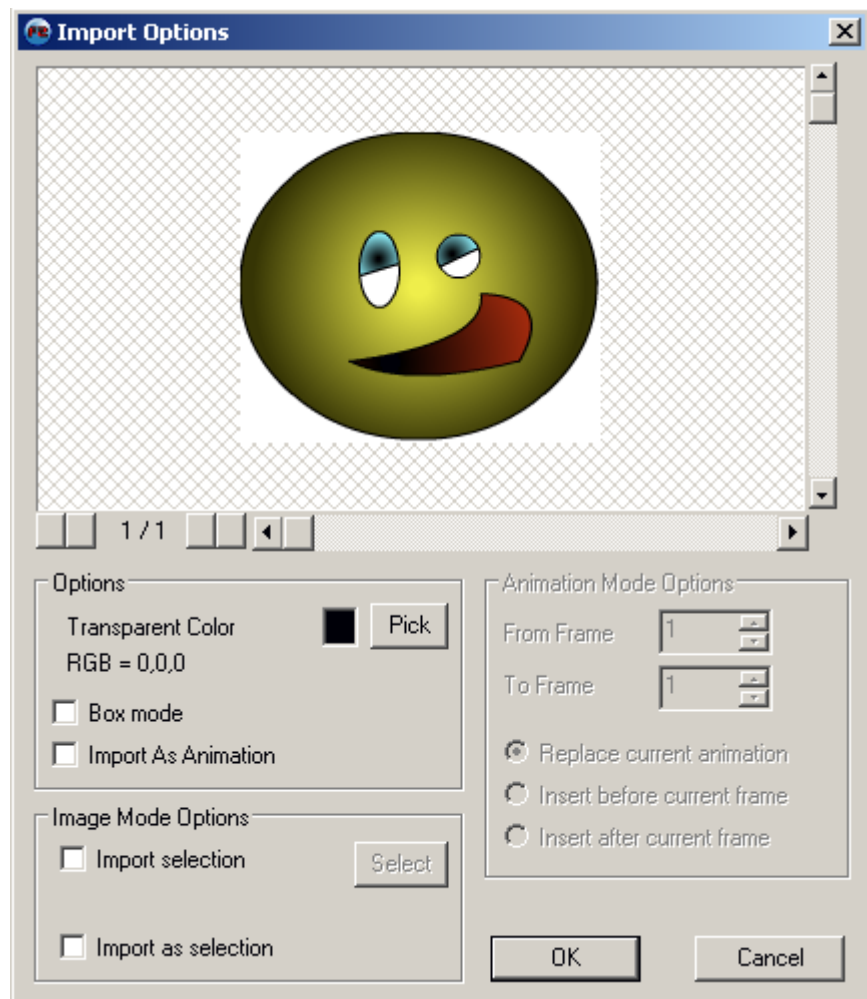 Import Options
1 / 1
Options
Transparent Color
Pick
RGB = 0,0,0
Box mode
Import As Animation
Image Mode Options
Import selection
Select
Import as selection
Animation Mode Options
From Frame
1
To Frame
1
Replace current animation
Insert before current frame
Insert after current frame
OK
Cancel